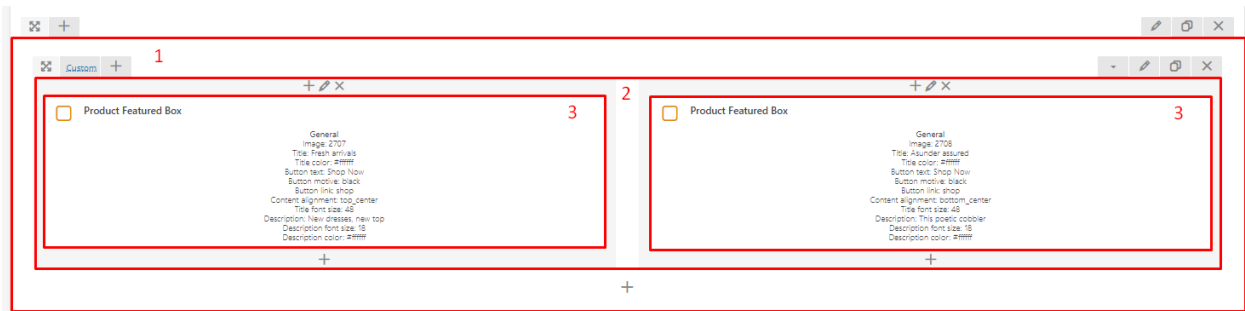 1
Custom
2
Product Featured Box
3
General
Image: 2707
Title: Fresh arrivals
Title color: #ffffff
Button text: Shop Now
Button motive: black
Button link: shop
Content alignment: top_center
Title font size: 48
Description: New dresses, new top
Description font size: 18
Description color: #ffffff
Product Featured Box
3
General
Image: 2708
Title: Asunder assured
Title color: #ffffff
Button text: Shop Now
Button motive: black
Button link: shop
Content alignment: bottom_center
Title font size: 48
Description: This poetic cobbler
Description font size: 18
Description color: #ffffff